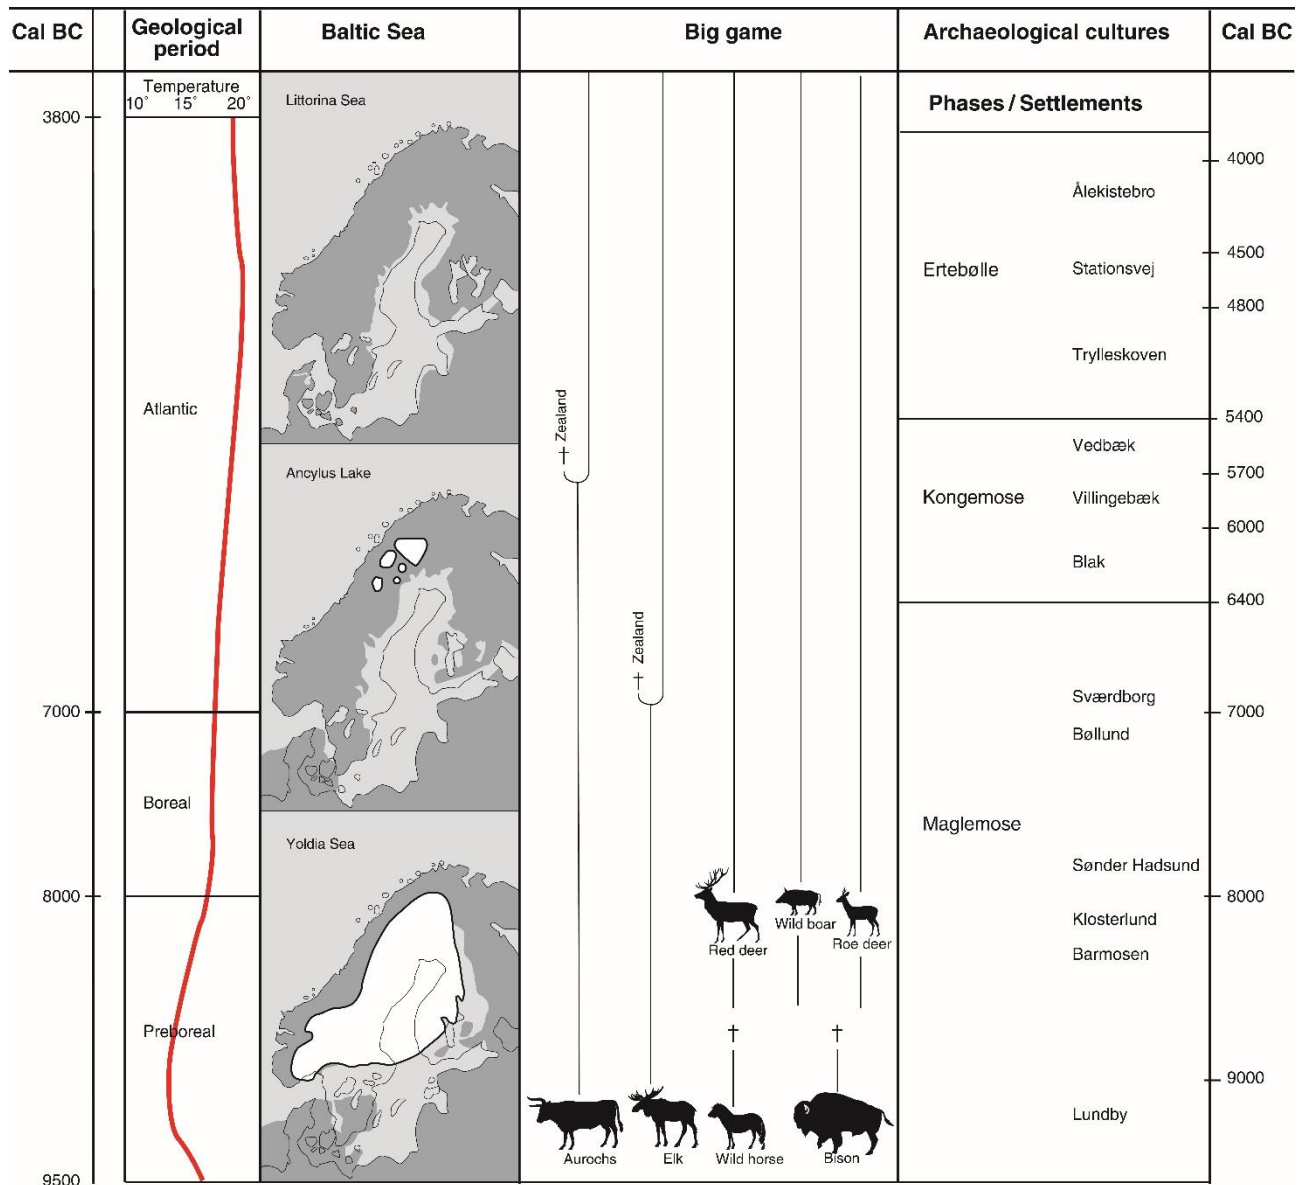 Cal BC
Geological
period
Baltic Sea
Big game
Archaeological cultures
Cal BC
Temperature
10° 15° 20°
3800
7000
8000
9500
Atlantic
Boreal
Preboreal
Littorina Sea
Ancylus Lake
Yoldia Sea
† Zealand
† Zealand
Red deer
Wild boar
Roe deer
†
†
Aurochs
Elk
Wild horse
Bison
Phases / Settlements
Ertebølle
Kongemose
Maglemose
Ålekistebro
Stationsvej
Trylleskoven
Vedbæk
Villingebæk
Blak
Sværdborg
Bøllund
Sønder Hadsund
Klosterlund
Barmosen
Lundby
4000
4500
4800
5400
5700
6000
6400
7000
8000
9000